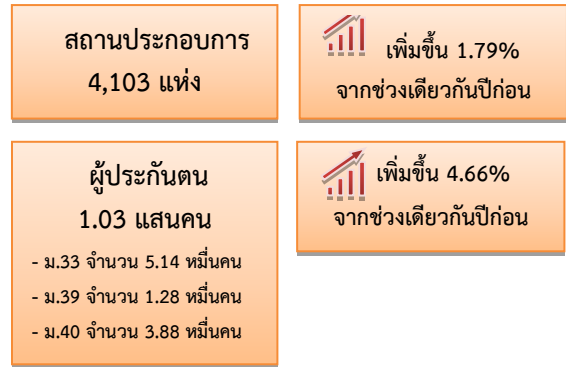 สถานประกอบการ
4,103 แห่ง
เพิ่มขึ้น 1.79%
จากช่วงเดียวกันปีก่อน
ผู้ประกันตน
1.03 แสนคน
- ม.33 จำนวน 5.14 หมื่นคน
- ม.39 จำนวน 1.28 หมื่นคน
- ม.40 จำนวน 3.88 หมื่นคน
เพิ่มขึ้น 4.66%
จากช่วงเดียวกันปีก่อน